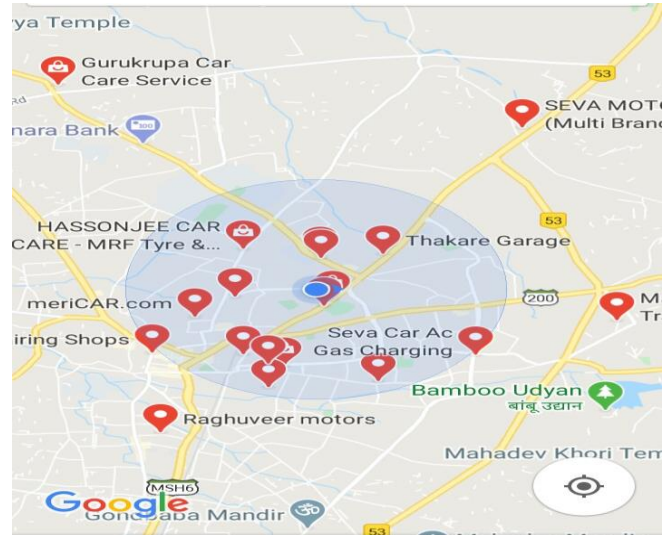 ya Temple
Gurukrupa Car
Care Service
Rd
53
SEVA MOTO
(Multi Brand
nara Bank
HASSONJEE CAR
CARE - MRF Tyre &...
53
Thakare Garage
meriCAR.com
200
M
Tr
iring Shops
Seva Car Ac
Gas Charging
Bamboo Udyan
बांबू उद्यान
Raghuveer motors
Mahadev Khori Tem
MSH6
Google
Mandir
53